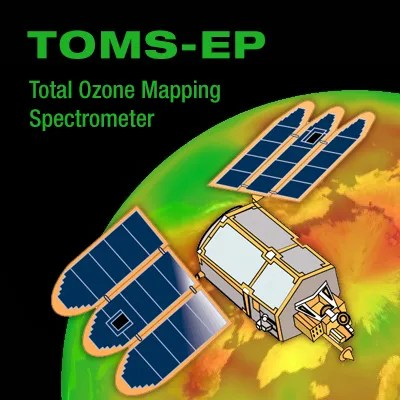 TOMS-EP
Total Ozone Mapping
Spectrometer